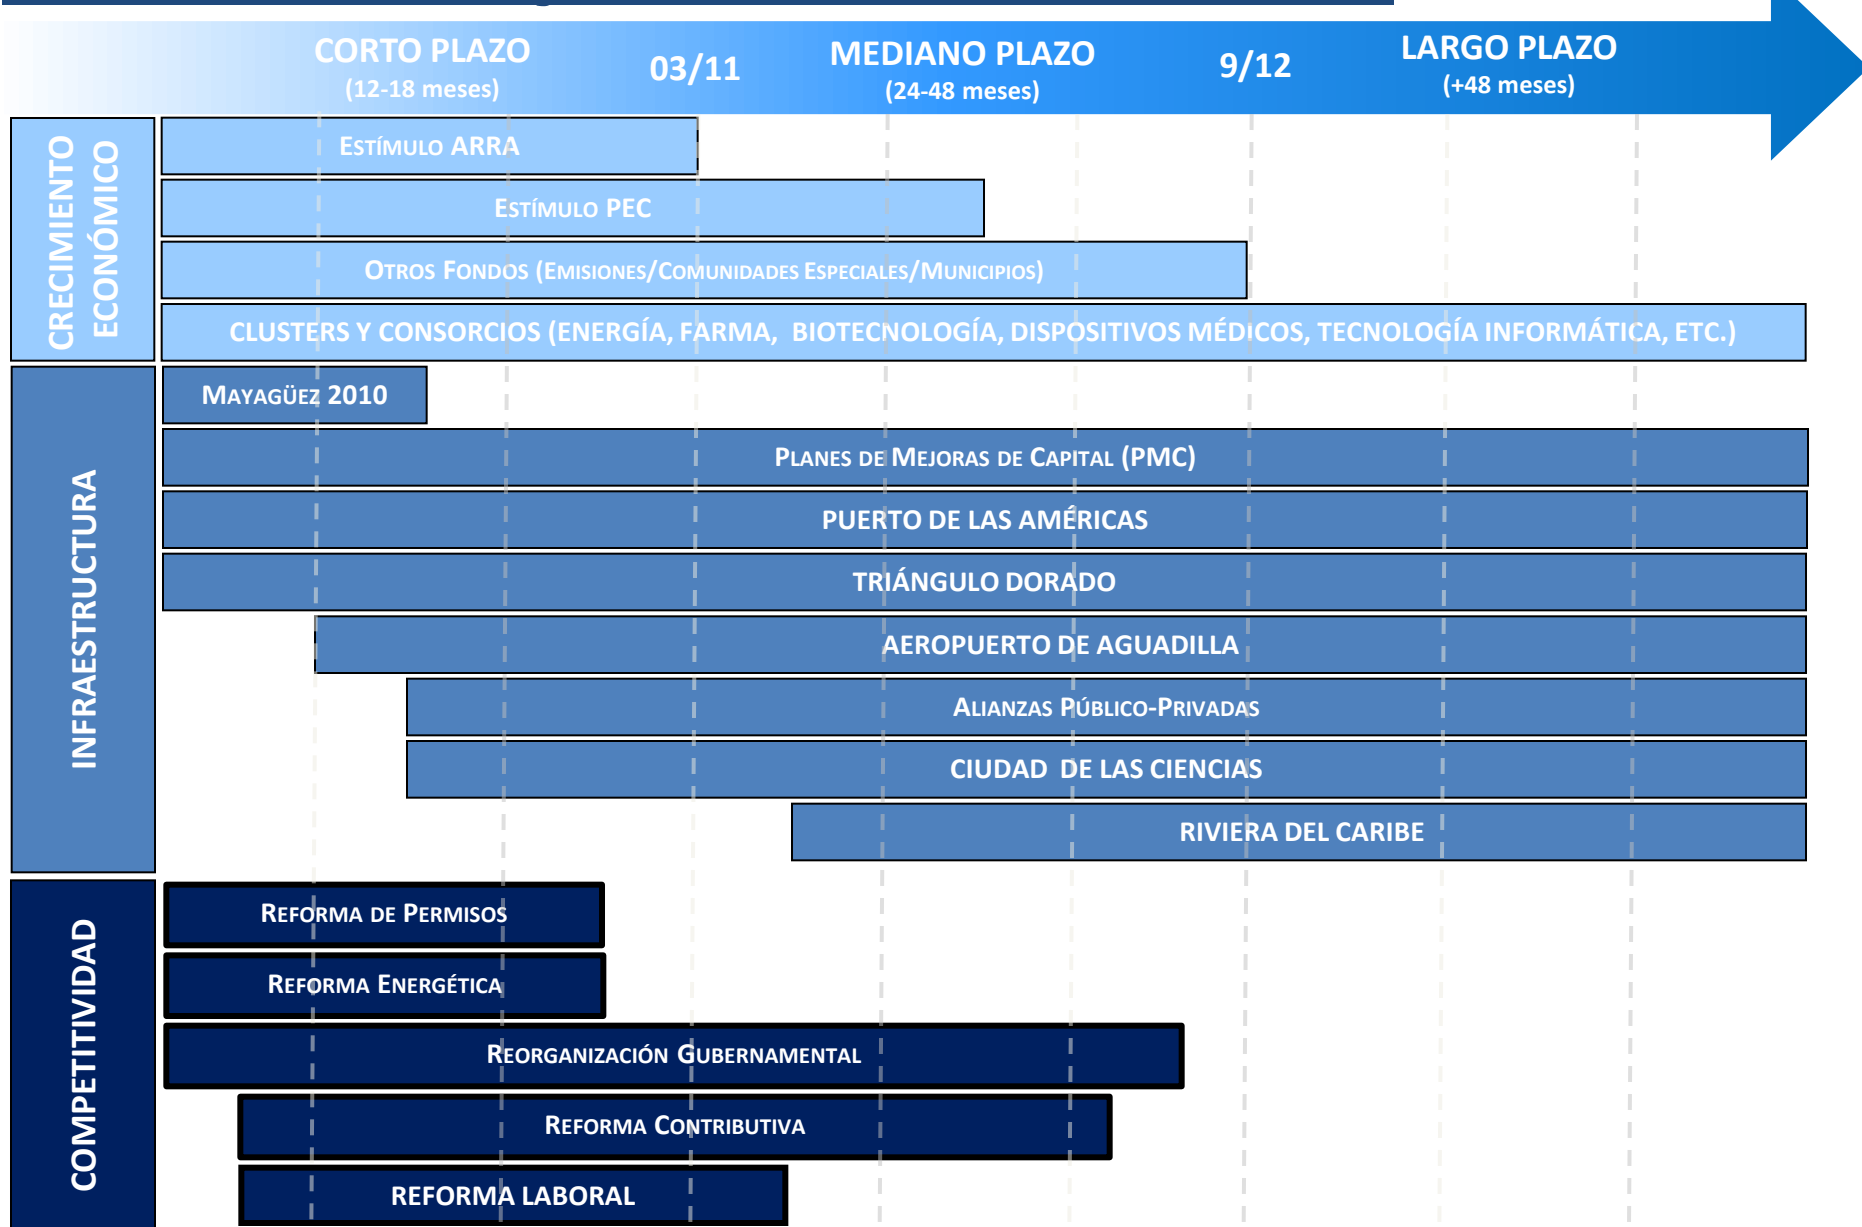 CORTO PLAZO
(12-18 meses)
03/11
MEDIANO PLAZO
(24-48 meses)
9/12
LARGO PLAZO
(+48 meses)
CRECIMIENTO
ECONÓMICO
ESTÍMULO ARRA
ESTÍMULO PEC
OTROS FONDOS (EMISIONES/COMUNIDADES ESPECIALES/MUNICIPIOS)
CLUSTERS Y CONSORCIOS (ENERGÍA, FARMA, BIOTECNOLOGÍA, DISPOSITIVOS MÉDICOS, TECNOLOGÍA INFORMÁTICA, ETC.)
INFRAESTRUCTURA
MAYAGÜEZ 2010
PLANES DE MEJORAS DE CAPITAL (PMC)
PUERTO DE LAS AMÉRICAS
TRIÁNGULO DORADO
AEROPUERTO DE AGUADILLA
ALIANZAS PÚBLICO-PRIVADAS
CIUDAD DE LAS CIENCIAS
RIVIERA DEL CARIBE
COMPETITIVIDAD
REFORMA DE PERMISOS
REFORMA ENERGÉTICA
REORGANIZACIÓN GUBERNAMENTAL
REFORMA CONTRIBUTIVA
REFORMA LABORAL